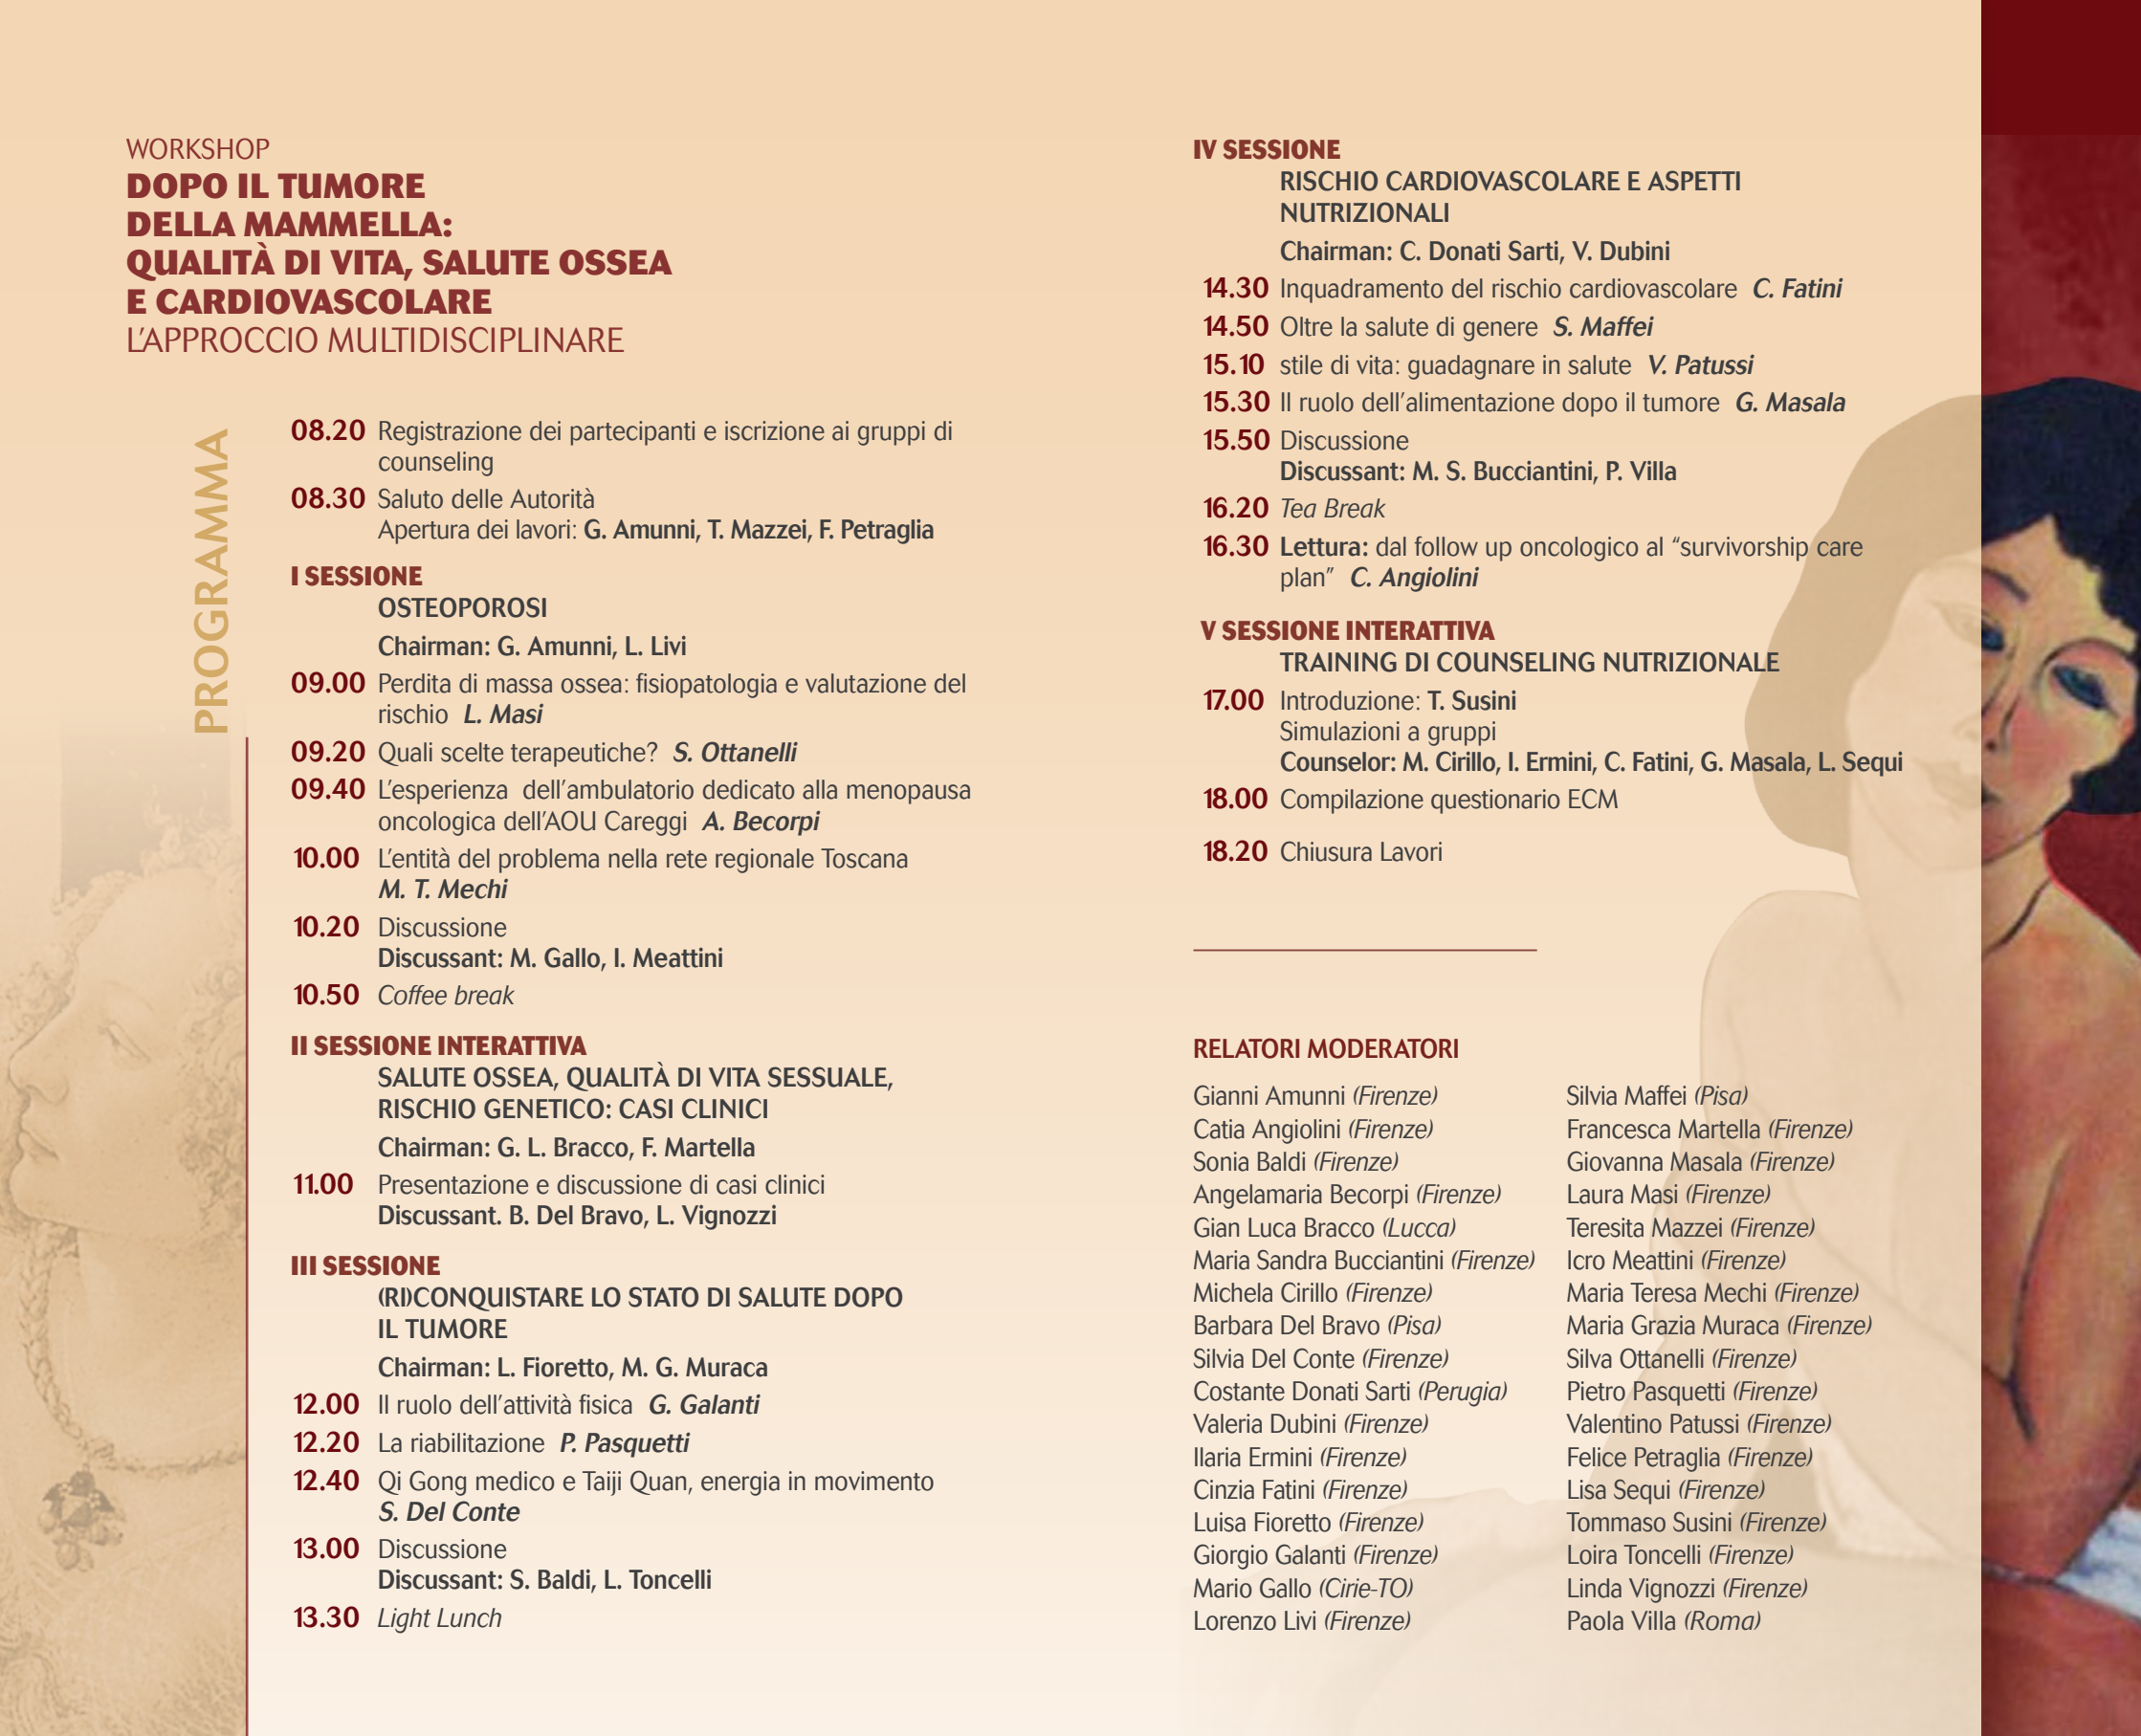 WORKSHOP
DOPO IL TUMORE
DELLA MAMMELLA:
QUALITÀ DI VITA, SALUTE OSSEA
E CARDIOVASCOLARE
L'APPROCCIO MULTIDISCIPLINARE
PROGRAMMA
08.20 Registrazione dei partecipanti e iscrizione ai gruppi di
counseling
08.30 Saluto delle Autorità
Apertura dei lavori: G. Amunni, T. Mazzei, F. Petraglia
I SESSIONE
OSTEOPOROSI
Chairman: G. Amunni, L. Livi
09.00 Perdita di massa ossea: fisiopatologia e valutazione del
rischio L. Masi
09.20 Quali scelte terapeutiche? S. Ottanelli
09.40 L'esperienza dell'ambulatorio dedicato alla menopausa
oncologica dell'AOU Careggi A. Becorpi
10.00 L'entità del problema nella rete regionale Toscana
M. T. Mechi
10.20 Discussione
Discussant: M. Gallo, I. Meattini
10.50 Coffee break
II SESSIONE INTERATTIVA
SALUTE OSSEA, QUALITÀ DI VITA SESSUALE,
RISCHIO GENETICO: CASI CLINICI
Chairman: G. L. Bracco, F. Martella
11.00 Presentazione e discussione di casi clinici
Discussant. B. Del Bravo, L. Vignozzi
III SESSIONE
(RI)CONQUISTARE LO STATO DI SALUTE DOPO
IL TUMORE
Chairman: L. Fioretto, M. G. Muraca
12.00 Il ruolo dell'attività fisica G. Galanti
12.20 La riabilitazione P. Pasquetti
12.40 Qi Gong medico e Taiji Quan, energia in movimento
S. Del Conte
13.00 Discussione
Discussant: S. Baldi, L. Toncelli
13.30 Light Lunch
IV SESSIONE
RISCHIO CARDIOVASCOLARE E ASPETTI
NUTRIZIONALI
Chairman: C. Donati Sarti, V. Dubini
14.30 Inquadramento del rischio cardiovascolare C. Fatini
14.50 Oltre la salute di genere S. Maffei
15.10 stile di vita: guadagnare in salute V. Patussi
15.30 Il ruolo dell'alimentazione dopo il tumore G. Masala
15.50 Discussione
Discussant: M. S. Bucciantini, P. Villa
16.20 Tea Break
16.30 Lettura: dal follow up oncologico al “survivorship care
plan” C. Angiolini
V SESSIONE INTERATTIVA
TRAINING DI COUNSELING NUTRIZIONALE
17.00 Introduzione: T. Susini
Simulazioni a gruppi
Counselor: M. Cirillo, I. Ermini, C. Fatini, G. Masala, L. Sequi
18.00 Compilazione questionario ECM
18.20 Chiusura Lavori
RELATORI MODERATORI
Gianni Amunni (Firenze)
Catia Angiolini (Firenze)
Sonia Baldi (Firenze)
Angelamaria Becorpi (Firenze)
Gian Luca Bracco (Lucca)
Maria Sandra Bucciantini (Firenze)
Michela Cirillo (Firenze)
Barbara Del Bravo (Pisa)
Silvia Del Conte (Firenze)
Costante Donati Sarti (Perugia)
Valeria Dubini (Firenze)
Ilaria Ermini (Firenze)
Cinzia Fatini (Firenze)
Luisa Fioretto (Firenze)
Giorgio Galanti (Firenze)
Mario Gallo (Cirie-TO)
Lorenzo Livi (Firenze)
Silvia Maffei (Pisa)
Francesca Martella (Firenze)
Giovanna Masala (Firenze)
Laura Masi (Firenze)
Teresita Mazzei (Firenze)
Icro Meattini (Firenze)
Maria Teresa Mechi (Firenze)
Maria Grazia Muraca (Firenze)
Silva Ottanelli (Firenze)
Pietro Pasquetti (Firenze)
Valentino Patussi (Firenze)
Felice Petraglia (Firenze)
Lisa Sequi (Firenze)
Tommaso Susini (Firenze)
Loira Toncelli (Firenze)
Linda Vignozzi (Firenze)
Paola Villa (Roma)